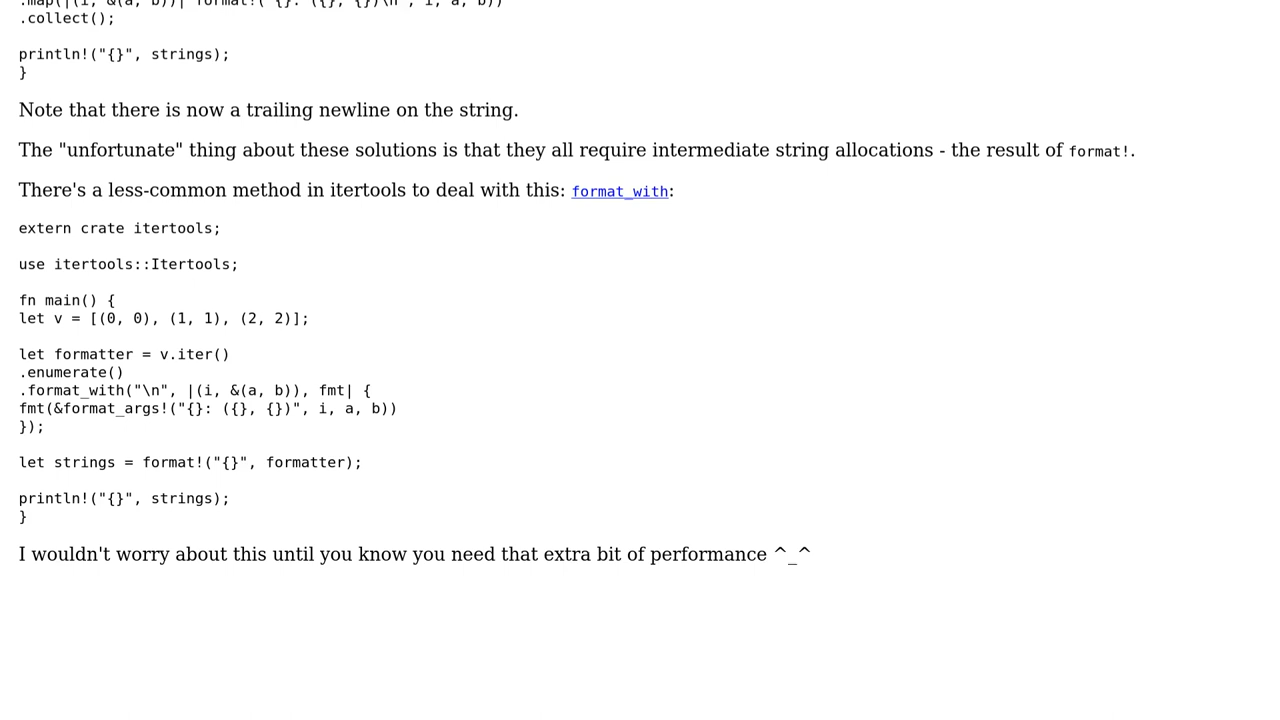 .map(|(i, &(a, b))| format!("{}: ({}, {})\n", i, a, b))
.collect();
println!("{}", strings);
}
Note that there is now a trailing newline on the string.
The "unfortunate" thing about these solutions is that they all require intermediate string allocations - the result of format!.
There's a less-common method in itertools to deal with this: format_with:
extern crate itertools;
use itertools::Itertools;
fn main() {
let v = [(0, 0), (1, 1), (2, 2)];
let formatter = v.iter()
.enumerate()
.format_with("\n", |(i, &(a, b)), fmt| {
fmt(&format_args!("{}: ({}, {})", i, a, b))
});
let strings = format!("{}", formatter);
println!("{}", strings);
}
I wouldn't worry about this until you know you need that extra bit of performance ^_^